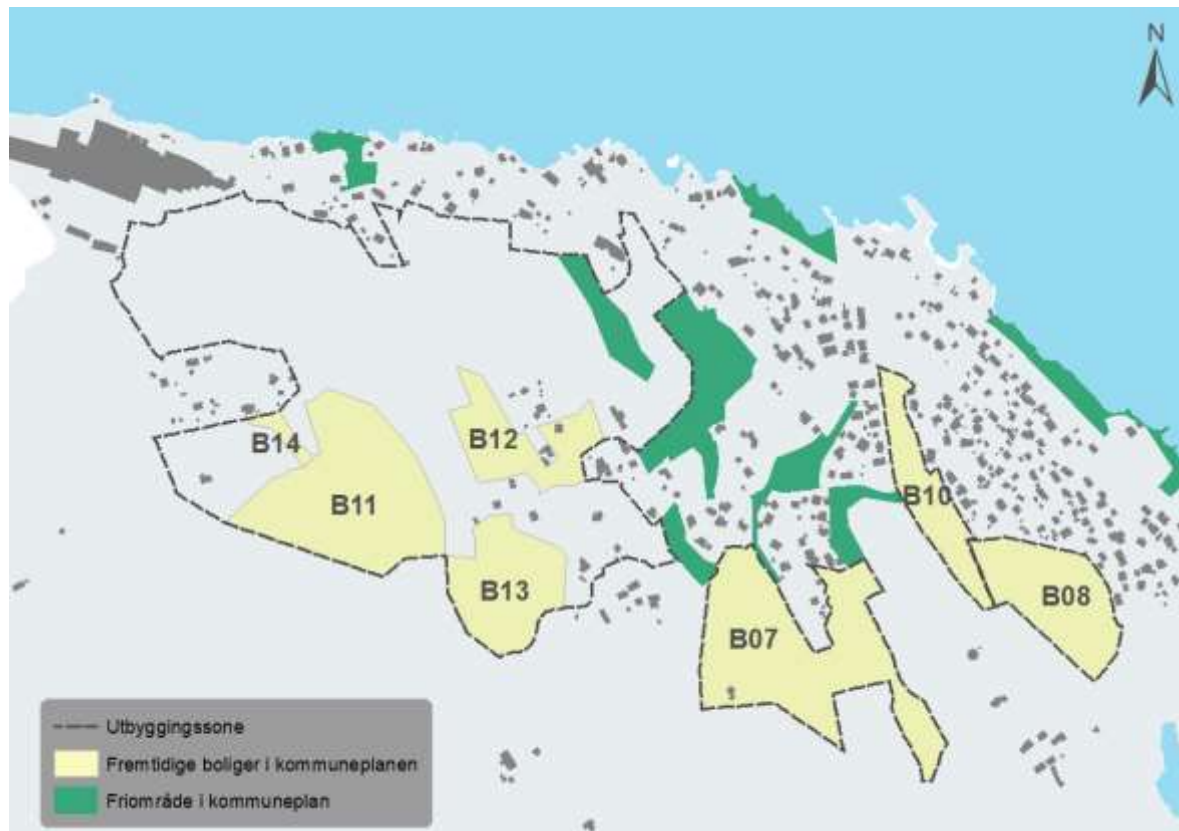 N
B14
B12
B11
B10
B13
B08
B07
Utbyggingssone
Fremtidige boliger i kommuneplanen
Friområde i kommuneplan